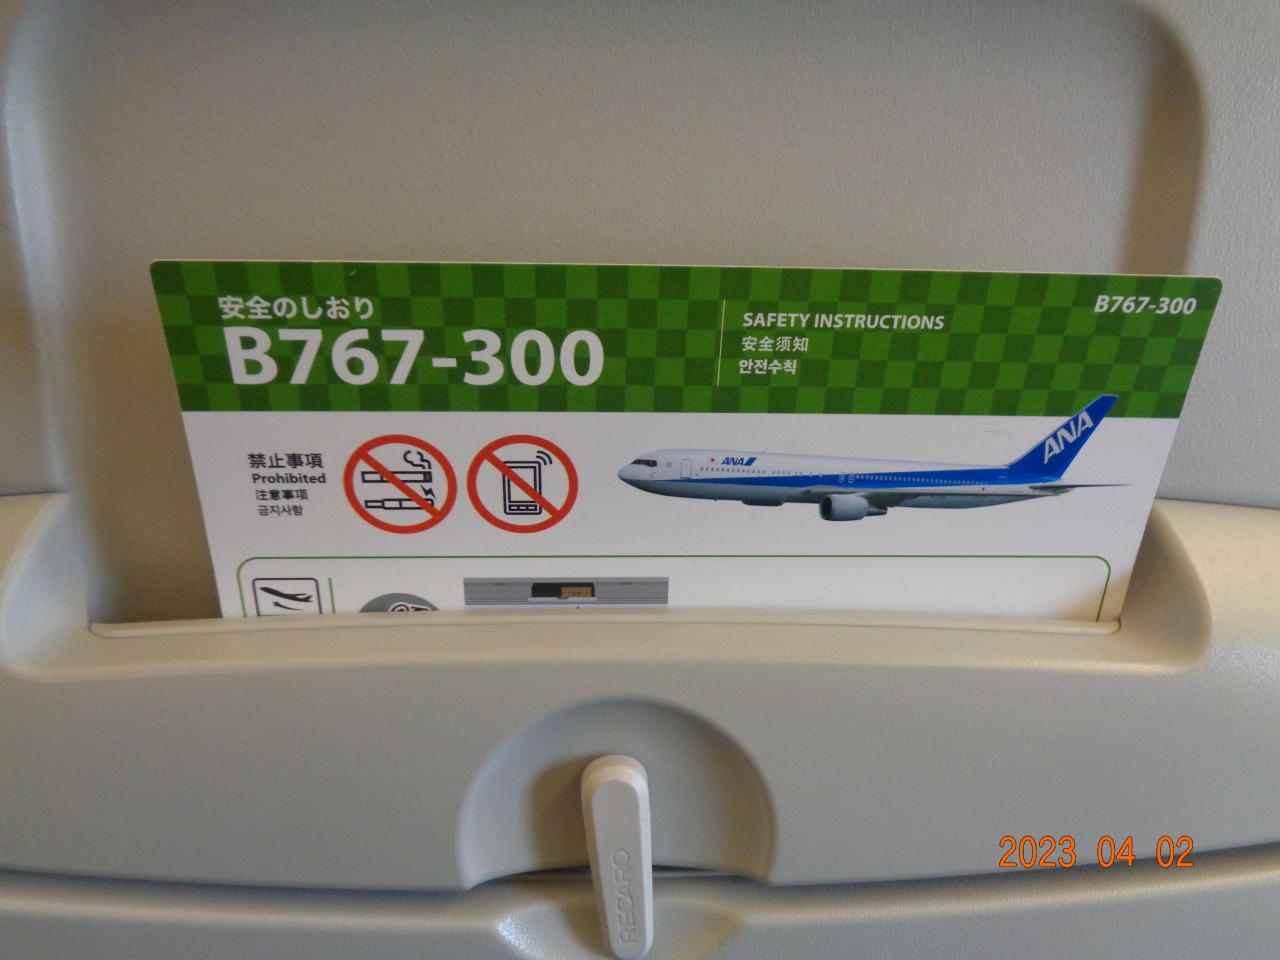 安全のしおり
B767-300
SAFETY INSTRUCTIONS
安全须知
안전수칙
B767-300
禁止事項
Prohibited
注意事项
금지사항
ANA
ANA
RECARO
2023 04 02